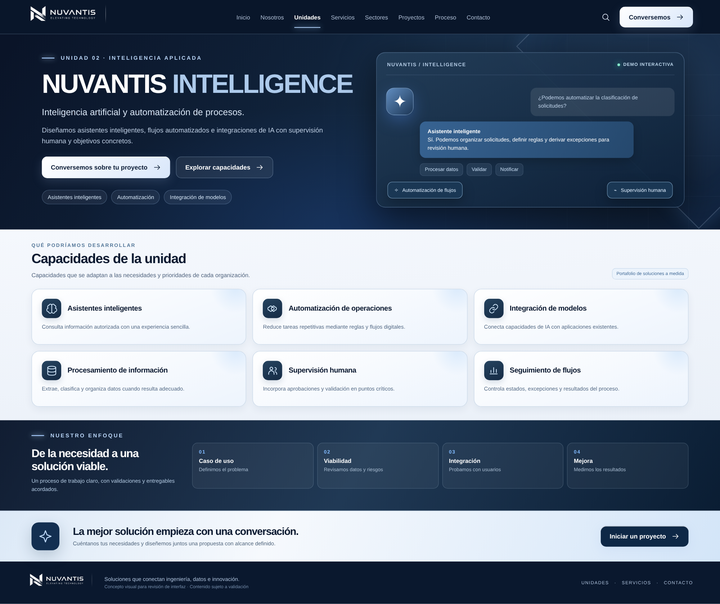 NUVANTIS
ELEVATING TECHNOLOGY
Inicio Nosotros Unidades Servicios Sectores Proyectos Proceso Contacto
Conversemos →
UNIDAD 02 · INTELIGENCIA APLICADA
NUVANTIS INTELLIGENCE
Inteligencia artificial y automatización de procesos.
Diseñamos asistentes inteligentes, flujos automatizados e integraciones de IA con supervisión
humana y objetivos concretos.
Conversemos sobre tu proyecto →
Explorar capacidades →
Asistentes inteligentes
Automatización
Integración de modelos
NUVANTIS / INTELLIGENCE
DEMO INTERACTIVA
¿Podemos automatizar la clasificación de
solicitudes?
Asistente inteligente
Sí. Podemos organizar solicitudes, definir reglas y derivar excepciones para
revisión humana.
Procesar datos
Validar
Notificar
Automatización de flujos
Supervisión humana
QUÉ PODRÍAMOS DESARROLLAR
Capacidades de la unidad
Capacidades que se adaptan a las necesidades y prioridades de cada organización.
Portafolio de soluciones a medida
Asistentes inteligentes
Consulta información autorizada con una experiencia sencilla.
Automatización de operaciones
Reduce tareas repetitivas mediante reglas y flujos digitales.
Integración de modelos
Conecta capacidades de IA con aplicaciones existentes.
Procesamiento de información
Extrae, clasifica y organiza datos cuando resulta adecuado.
Supervisión humana
Incorpora aprobaciones y validación en puntos críticos.
Seguimiento de flujos
Controla estados, excepciones y resultados del proceso.
NUESTRO ENFOQUE
De la necesidad a una
solución viable.
Un proceso de trabajo claro, con validaciones y entregables
acordados.
01
Caso de uso
Definimos el problema
02
Viabilidad
Revisamos datos y riesgos
03
Integración
Probamos con usuarios
04
Mejora
Medimos los resultados
La mejor solución empieza con una conversación.
Cuéntanos tus necesidades y diseñemos juntos una propuesta con alcance definido.
Iniciar un proyecto →
NUVANTIS
ELEVATING TECHNOLOGY
Soluciones que conectan ingeniería, datos e innovación.
Concepto visual para revisión de interfaz · Contenido sujeto a validación
UNIDADES · SERVICIOS · CONTACTO